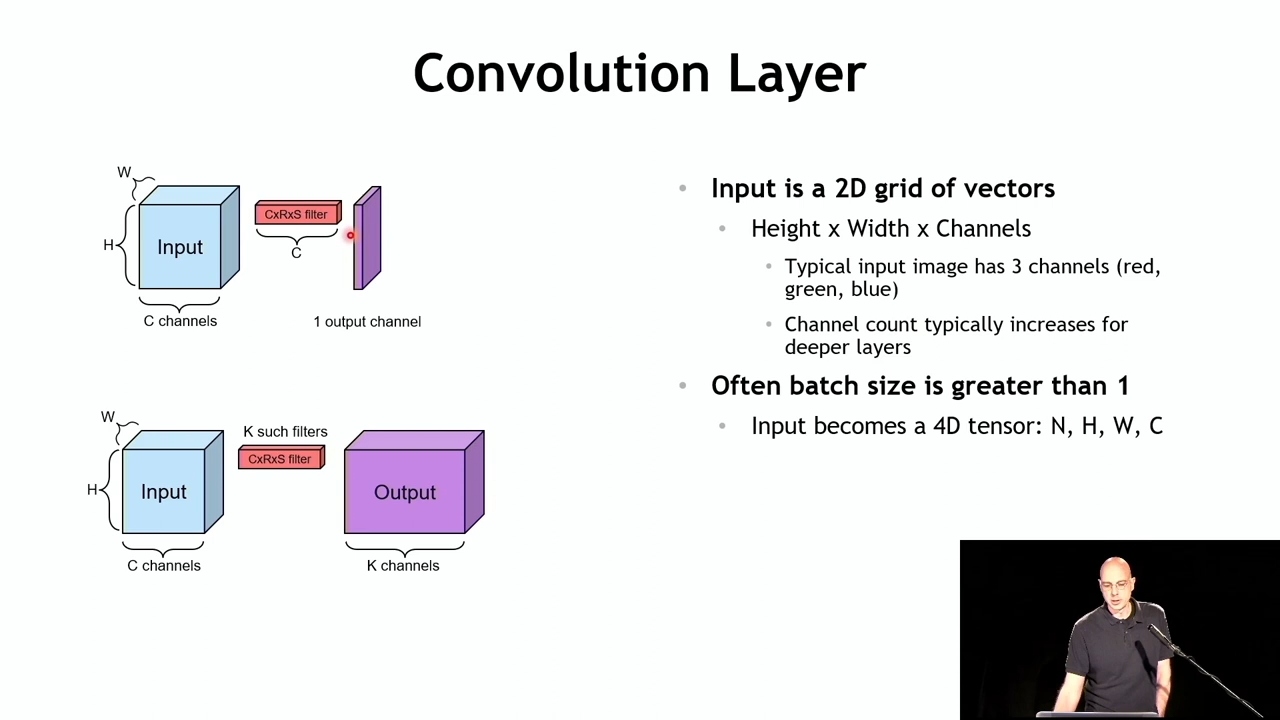 Convolution Layer
W
H
Input
CxRxS filter
C
C channels
1 output channel
W
H
Input
K such filters
CxRxS filter
Output
C channels
K channels
• Input is a 2D grid of vectors
• Height x Width x Channels
• Typical input image has 3 channels (red,
green, blue)
• Channel count typically increases for
deeper layers
• Often batch size is greater than 1
• Input becomes a 4D tensor: N, H, W, C